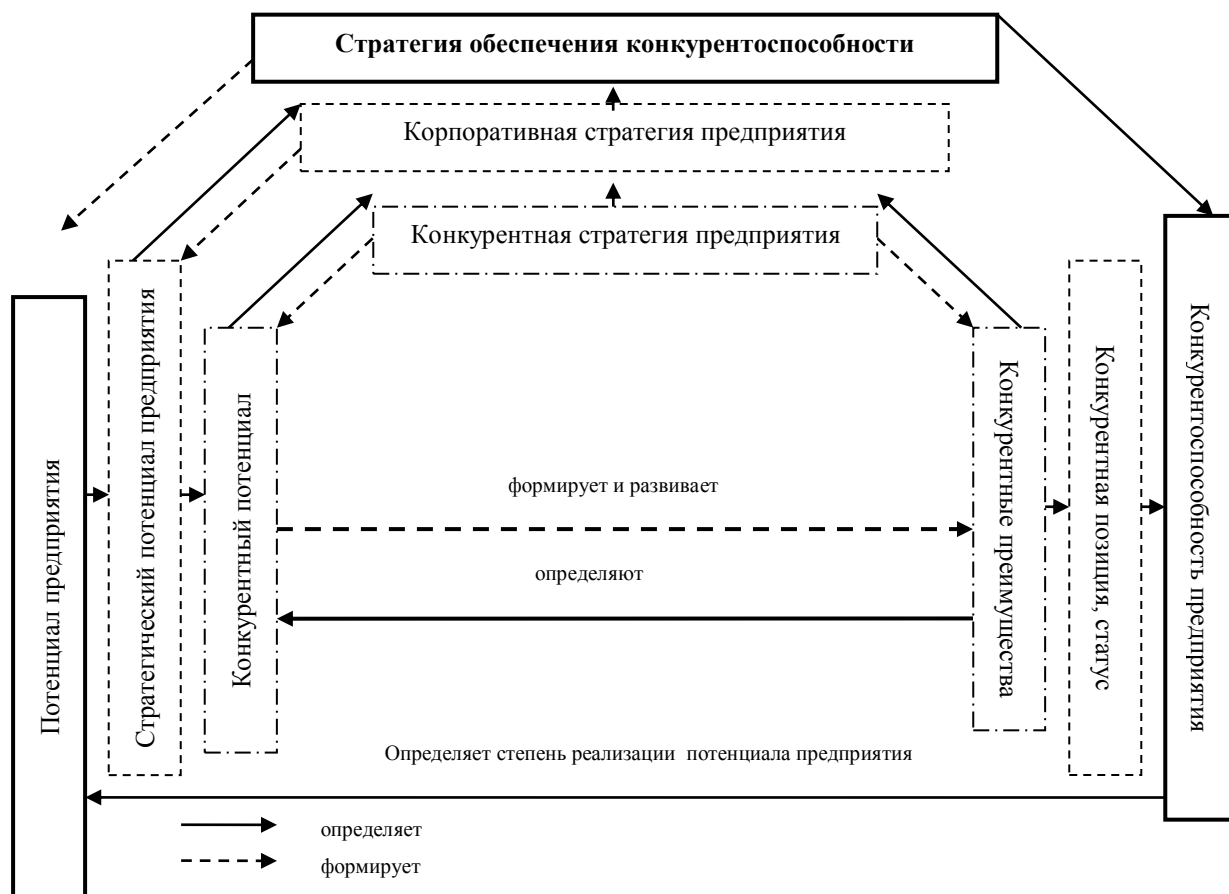 Стратегия обеспечения конкурентоспособности
Корпоративная стратегия предприятия
Конкурентная стратегия предприятия
Потенциал предприятия
Стратегический потенциал предприятия
Конкурентный потенциал
формирует и развивает
определяют
Конкурентные преимущества
Конкурентная позиция, статус
Конкурентоспособность предприятия
Определяет степень реализации потенциала предприятия
определяет
формирует